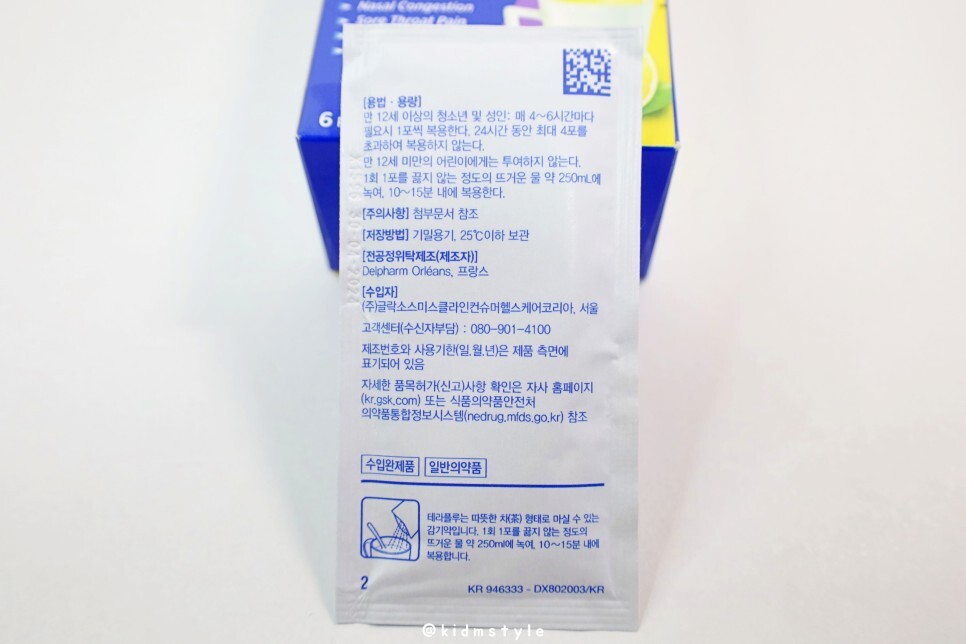 Nasal Congestion
Sore Throat Pain
6
[용법 · 용량]
만 12세 이상의 청소년 및 성인: 매 4~6시간마다
필요시 1포씩 복용한다. 24시간 동안 최대 4포를
초과하여 복용하지 않는다.
만 12세 미만의 어린이에게는 투여하지 않는다.
1회 1포를 끓지 않는 정도의 뜨거운 물 약 250mL에
녹여, 10~15분 내에 복용한다.
[주의사항] 첨부문서 참조
[저장방법] 기밀용기, 25℃이하 보관
[전공정위탁제조(제조자)]
Delpharm Orléans, 프랑스
[수입자]
(주)글락소스미스클라인컨슈머헬스케어코리아, 서울
고객센터(수신자부담) : 080-901-4100
제조번호와 사용기한(일.월.년)은 제품 측면에
표기되어 있음
자세한 품목허가(신고)사항 확인은 자사 홈페이지
(kr.gsk.com) 또는 식품의약품안전처
의약품통합정보시스템(nedrug.mfds.go.kr) 참조
수입완제품 일반의약품
테라플루는 따뜻한 차(茶) 형태로 마실 수 있는
감기약입니다. 1회 1포를 끓지 않는 정도의
뜨거운 물 약 250ml에 녹여, 10~15분 내에
복용합니다.
2
KR 946333 - DX802003/KR
@kidmstyle